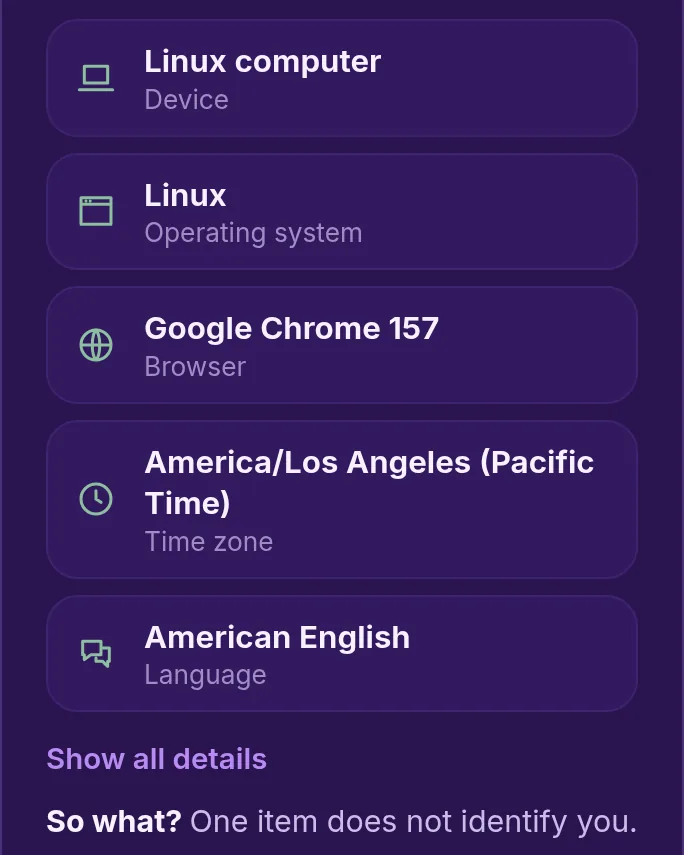 Linux computer
Device
Linux
Operating system
Google Chrome 157
Browser
America/Los Angeles (Pacific
Time)
Time zone
American English
Language
Show all details
So what? One item does not identify you.